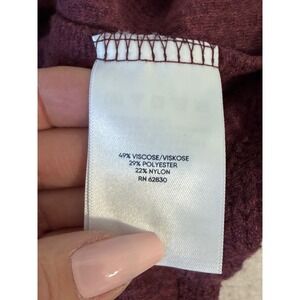 49% VISCOSE/VISKOSE
29% POLYESTER
22% NYLON
RN 62830